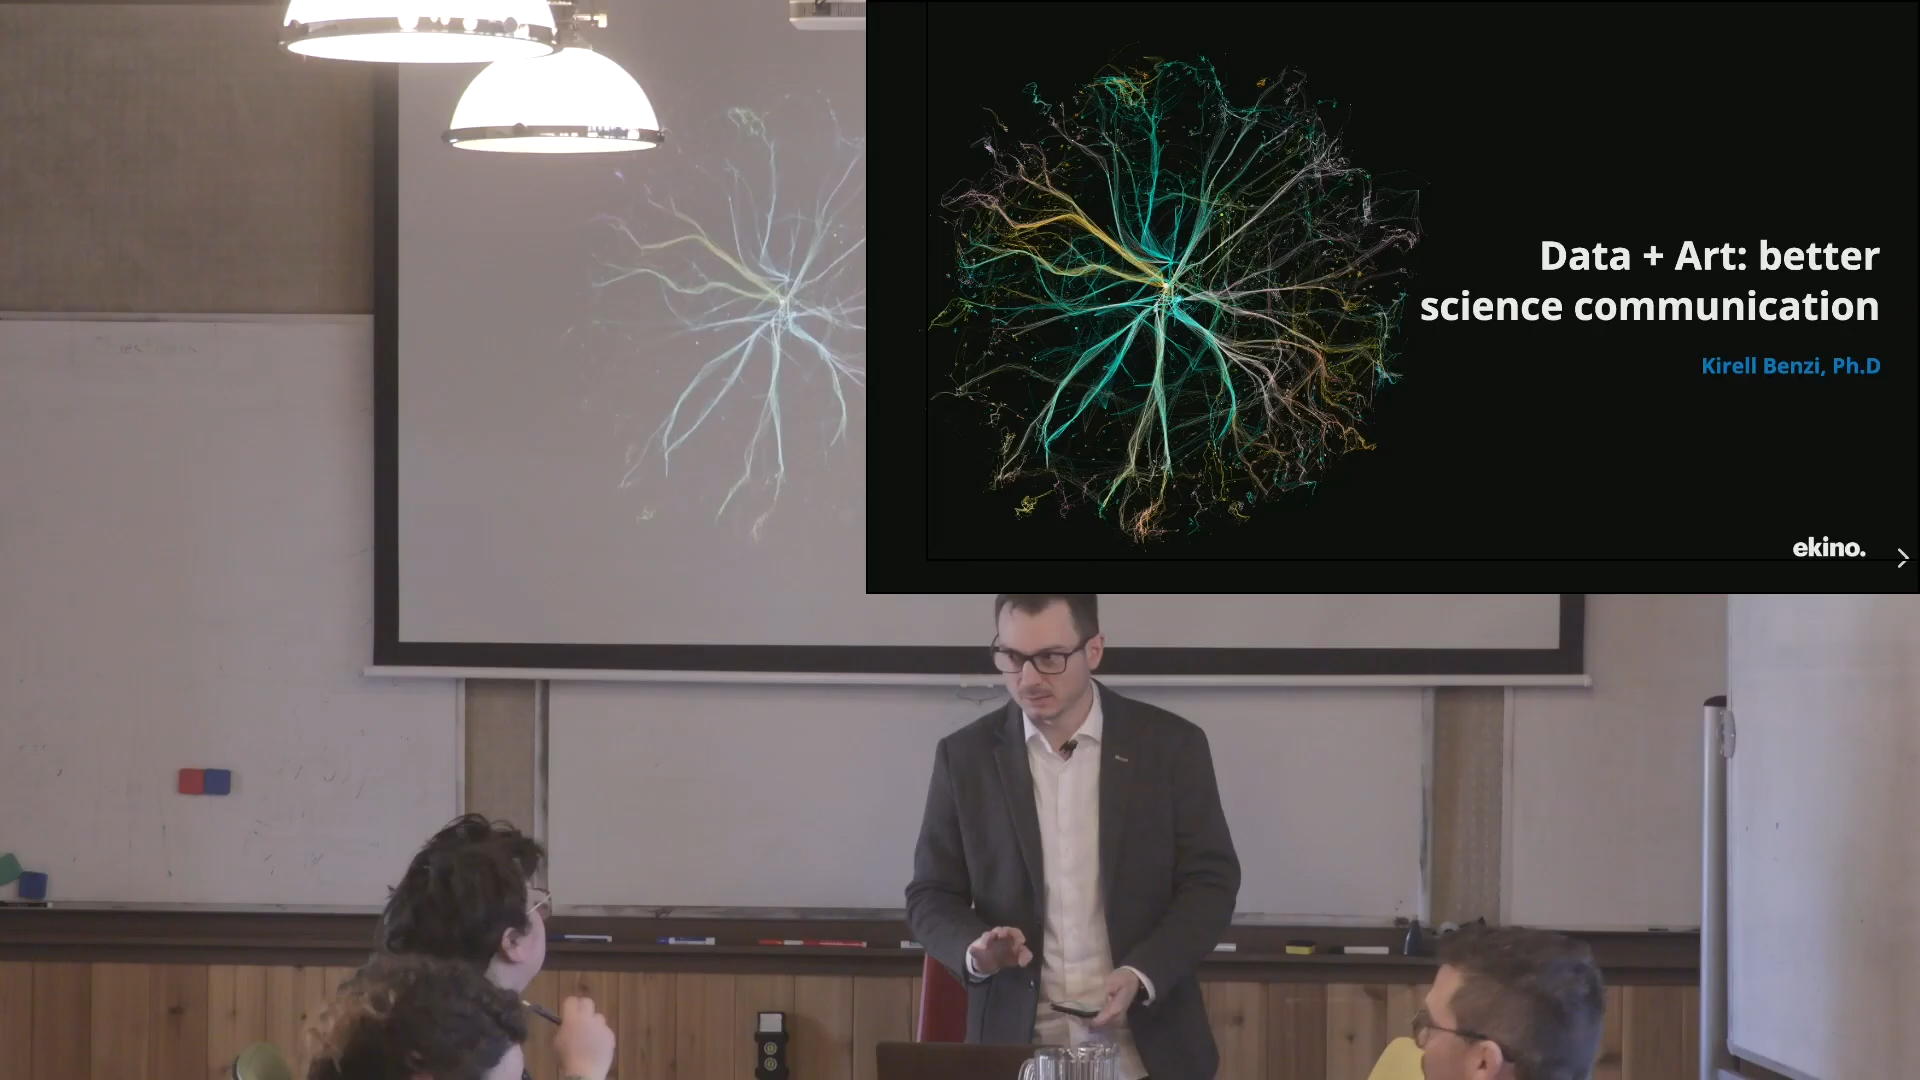 Data + Art: better
science communication
Kirell Benzi, Ph.D
ekino.